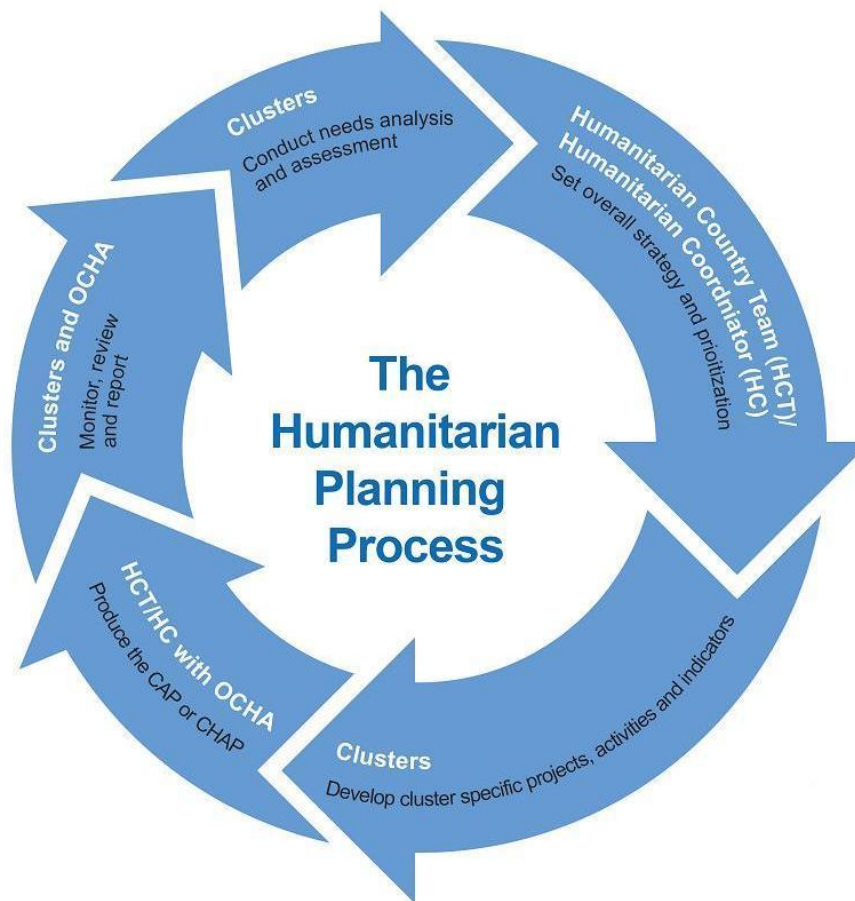 The
Humanitarian
Planning
Process
Clusters
Conduct needs analysis
and assessment
Humanitarian Country Team (HCT)/
Humanitarian Coordniator (HC)
Set overall strategy and prioitization
Clusters
Develop cluster specific projects, activities and indicators
HCT/HC with OCHA
Produce the CAP or CHAP
Clusters and OCHA
Monitor, review
and report